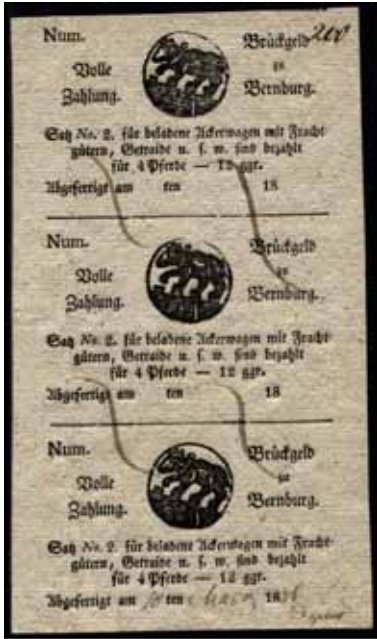 Num. Brückgeld 200
Volle zu
Zahlung. Bernburg.
Satz No. 2. für beladene Ackerwagen mit Fracht
gütern, Getraide u. s. w. sind bezahlt
für 4 Pferde — 12 ggr.
Abgefertigt am ten 18
Num. Brückgeld
Volle zu
Zahlung. Bernburg.
Satz No. 2. für beladene Ackerwagen mit Fracht-
gütern, Getraide u. s. w. sind bezahlt
für 4 Pferde — 12 ggr.
Abgefertigt am ten 18
Num. Brückgeld
Volle zu
Zahlung. Bernburg.
Satz No. 2. für beladene Ackerwagen mit Fracht-
gütern, Getraide u. s. w. sind bezahlt
für 4 Pferde — 12 ggr.
Abgefertigt am ten 18